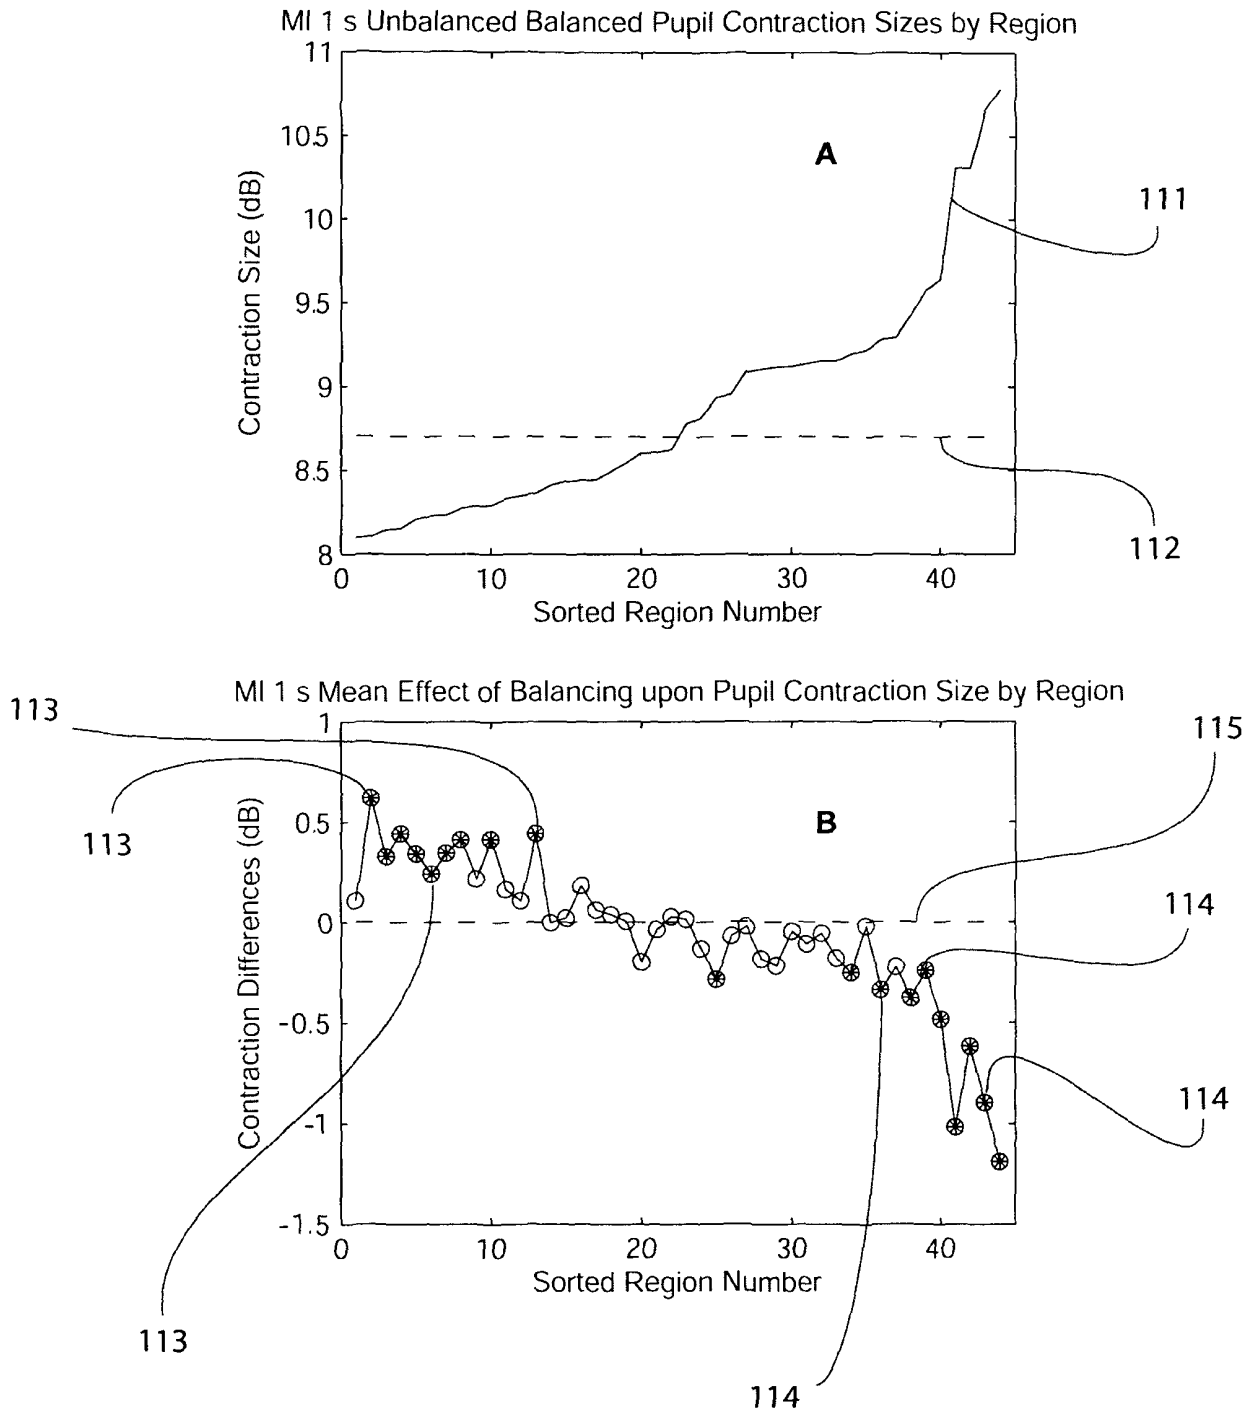 MI 1 s Unbalanced Balanced Pupil Contraction Sizes by Region
11
10.5
10
9.5
9
8.5
8
Contraction Size (dB)
A
111
112
0 10 20 30 40
Sorted Region Number
MI 1 s Mean Effect of Balancing upon Pupil Contraction Size by Region
113
113
113
1
0.5
0
-0.5
-1
-1.5
Contraction Differences (dB)
B
115
114
114
114
0 10 20 30 40
Sorted Region Number